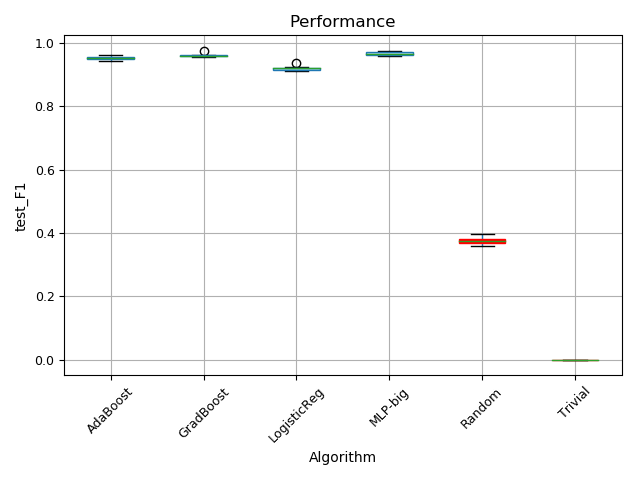 Performance
1.0
0.8
0.6
0.4
0.2
0.0
test_F1
AdaBoost
GradBoost
LogisticReg
MLP-big
Random
Trivial
Algorithm